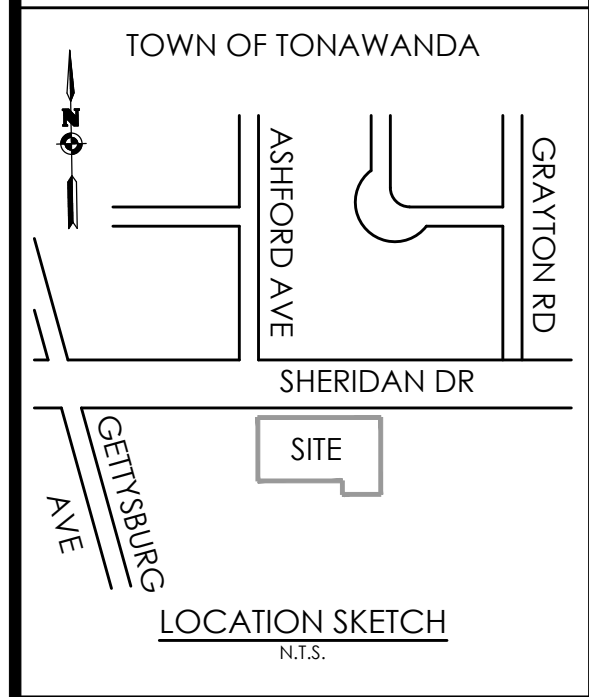 TOWN OF TONAWANDA
N
ASHFORD AVE
GRAYTON RD
SHERIDAN DR
SITE
GETTYSBURG
AVE
LOCATION SKETCH
N.T.S.